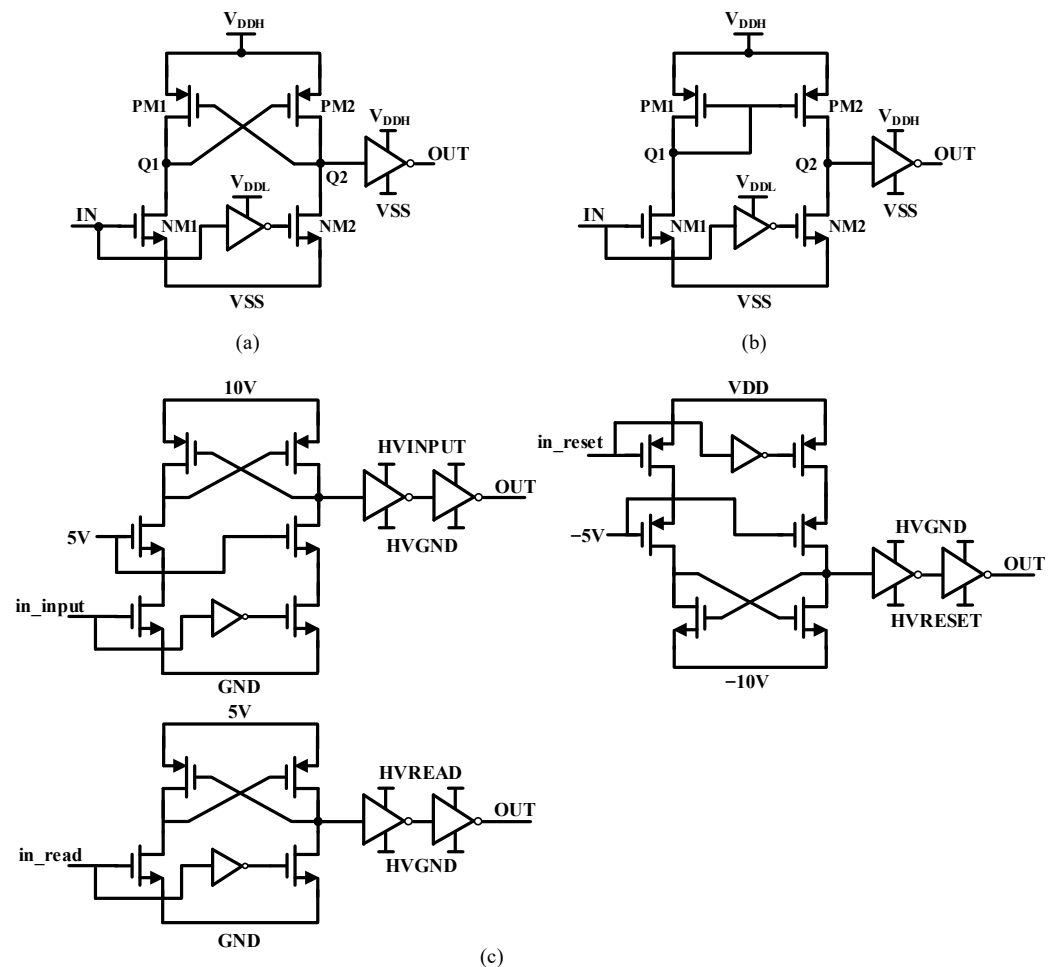 VDDH
VDDH
PM1
PM2
PM1
PM2
VDDH
VDDH
OUT
OUT
Q1
Q2
Q1
Q2
VDDL
VDDL
VSS
VSS
IN
NM1
NM2
IN
NM1
NM2
VSS
VSS
(a)
(b)
10V
VDD
in_reset
HVINPUT
OUT
5V
HVGND
−5V
HVGND
OUT
in_input
HVRESET
GND
−10V
5V
HVREAD
OUT
in_read
HVGND
GND
(c)